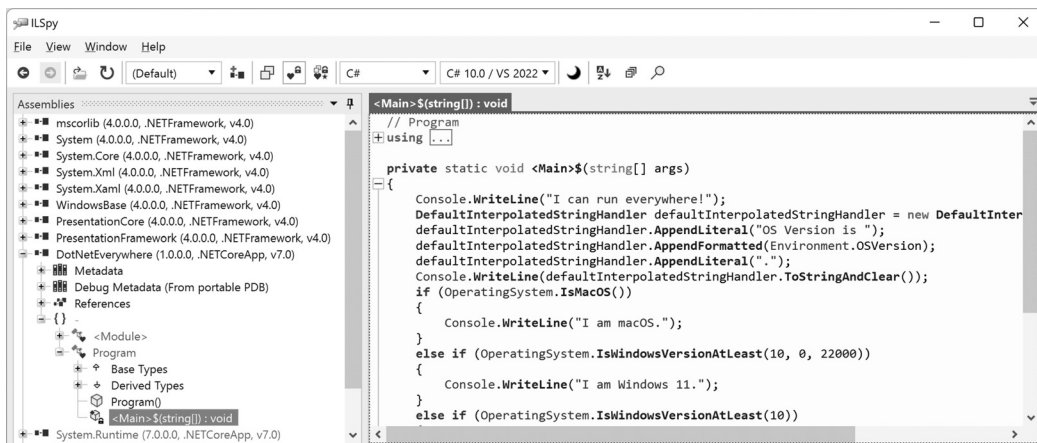 ILSpy
File View Window Help
(Default) C# C# 10.0 / VS 2022
Assemblies
mscorlib (4.0.0.0, .NETFramework, v4.0)
System (4.0.0.0, .NETFramework, v4.0)
System.Core (4.0.0.0, .NETFramework, v4.0)
System.Xml (4.0.0.0, .NETFramework, v4.0)
System.Xaml (4.0.0.0, .NETFramework, v4.0)
WindowsBase (4.0.0.0, .NETFramework, v4.0)
PresentationCore (4.0.0.0, .NETFramework, v4.0)
PresentationFramework (4.0.0.0, .NETFramework, v4.0)
DotNetEverywhere (1.0.0.0, .NETCoreApp, v7.0)
Metadata
Debug Metadata (From portable PDB)
References
{ } -
<Module>
Program
Base Types
Derived Types
Program()
<Main>$(string[]) : void
System.Runtime (7.0.0.0, .NETCoreApp, v7.0)
<Main>$(string[]) : void
// Program
using ...
private static void <Main>$(string[] args)
{
Console.WriteLine("I can run everywhere!");
DefaultInterpolatedStringHandler defaultInterpolatedStringHandler = new DefaultInter
defaultInterpolatedStringHandler.AppendLiteral("OS Version is ");
defaultInterpolatedStringHandler.AppendFormatted(Environment.OSVersion);
defaultInterpolatedStringHandler.AppendLiteral(".");
Console.WriteLine(defaultInterpolatedStringHandler.ToStringAndClear());
if (OperatingSystem.IsMacOS())
{
Console.WriteLine("I am macOS.");
}
else if (OperatingSystem.IsWindowsVersionAtLeast(10, 0, 22000))
{
Console.WriteLine("I am Windows 11.");
}
else if (OperatingSystem.IsWindowsVersionAtLeast(10))